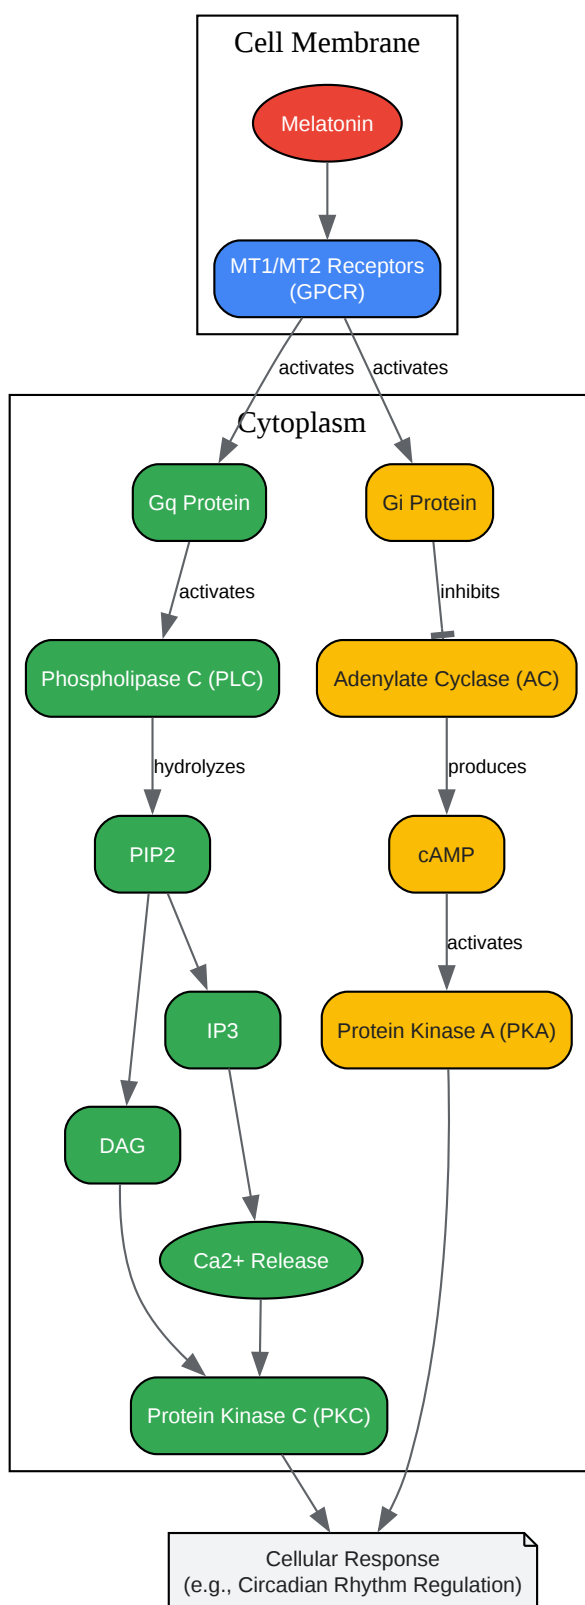 Cell Membrane
Melatonin
MT1/MT2 Receptors
(GPCR)
activates
activates
Cytoplasm
Gq Protein
Gi Protein
activates
inhibits
Phospholipase C (PLC)
Adenylate Cyclase (AC)
hydrolyzes
produces
PIP2
cAMP
activates
IP3
Protein Kinase A (PKA)
DAG
Ca2+ Release
Protein Kinase C (PKC)
Cellular Response
(e.g., Circadian Rhythm Regulation)